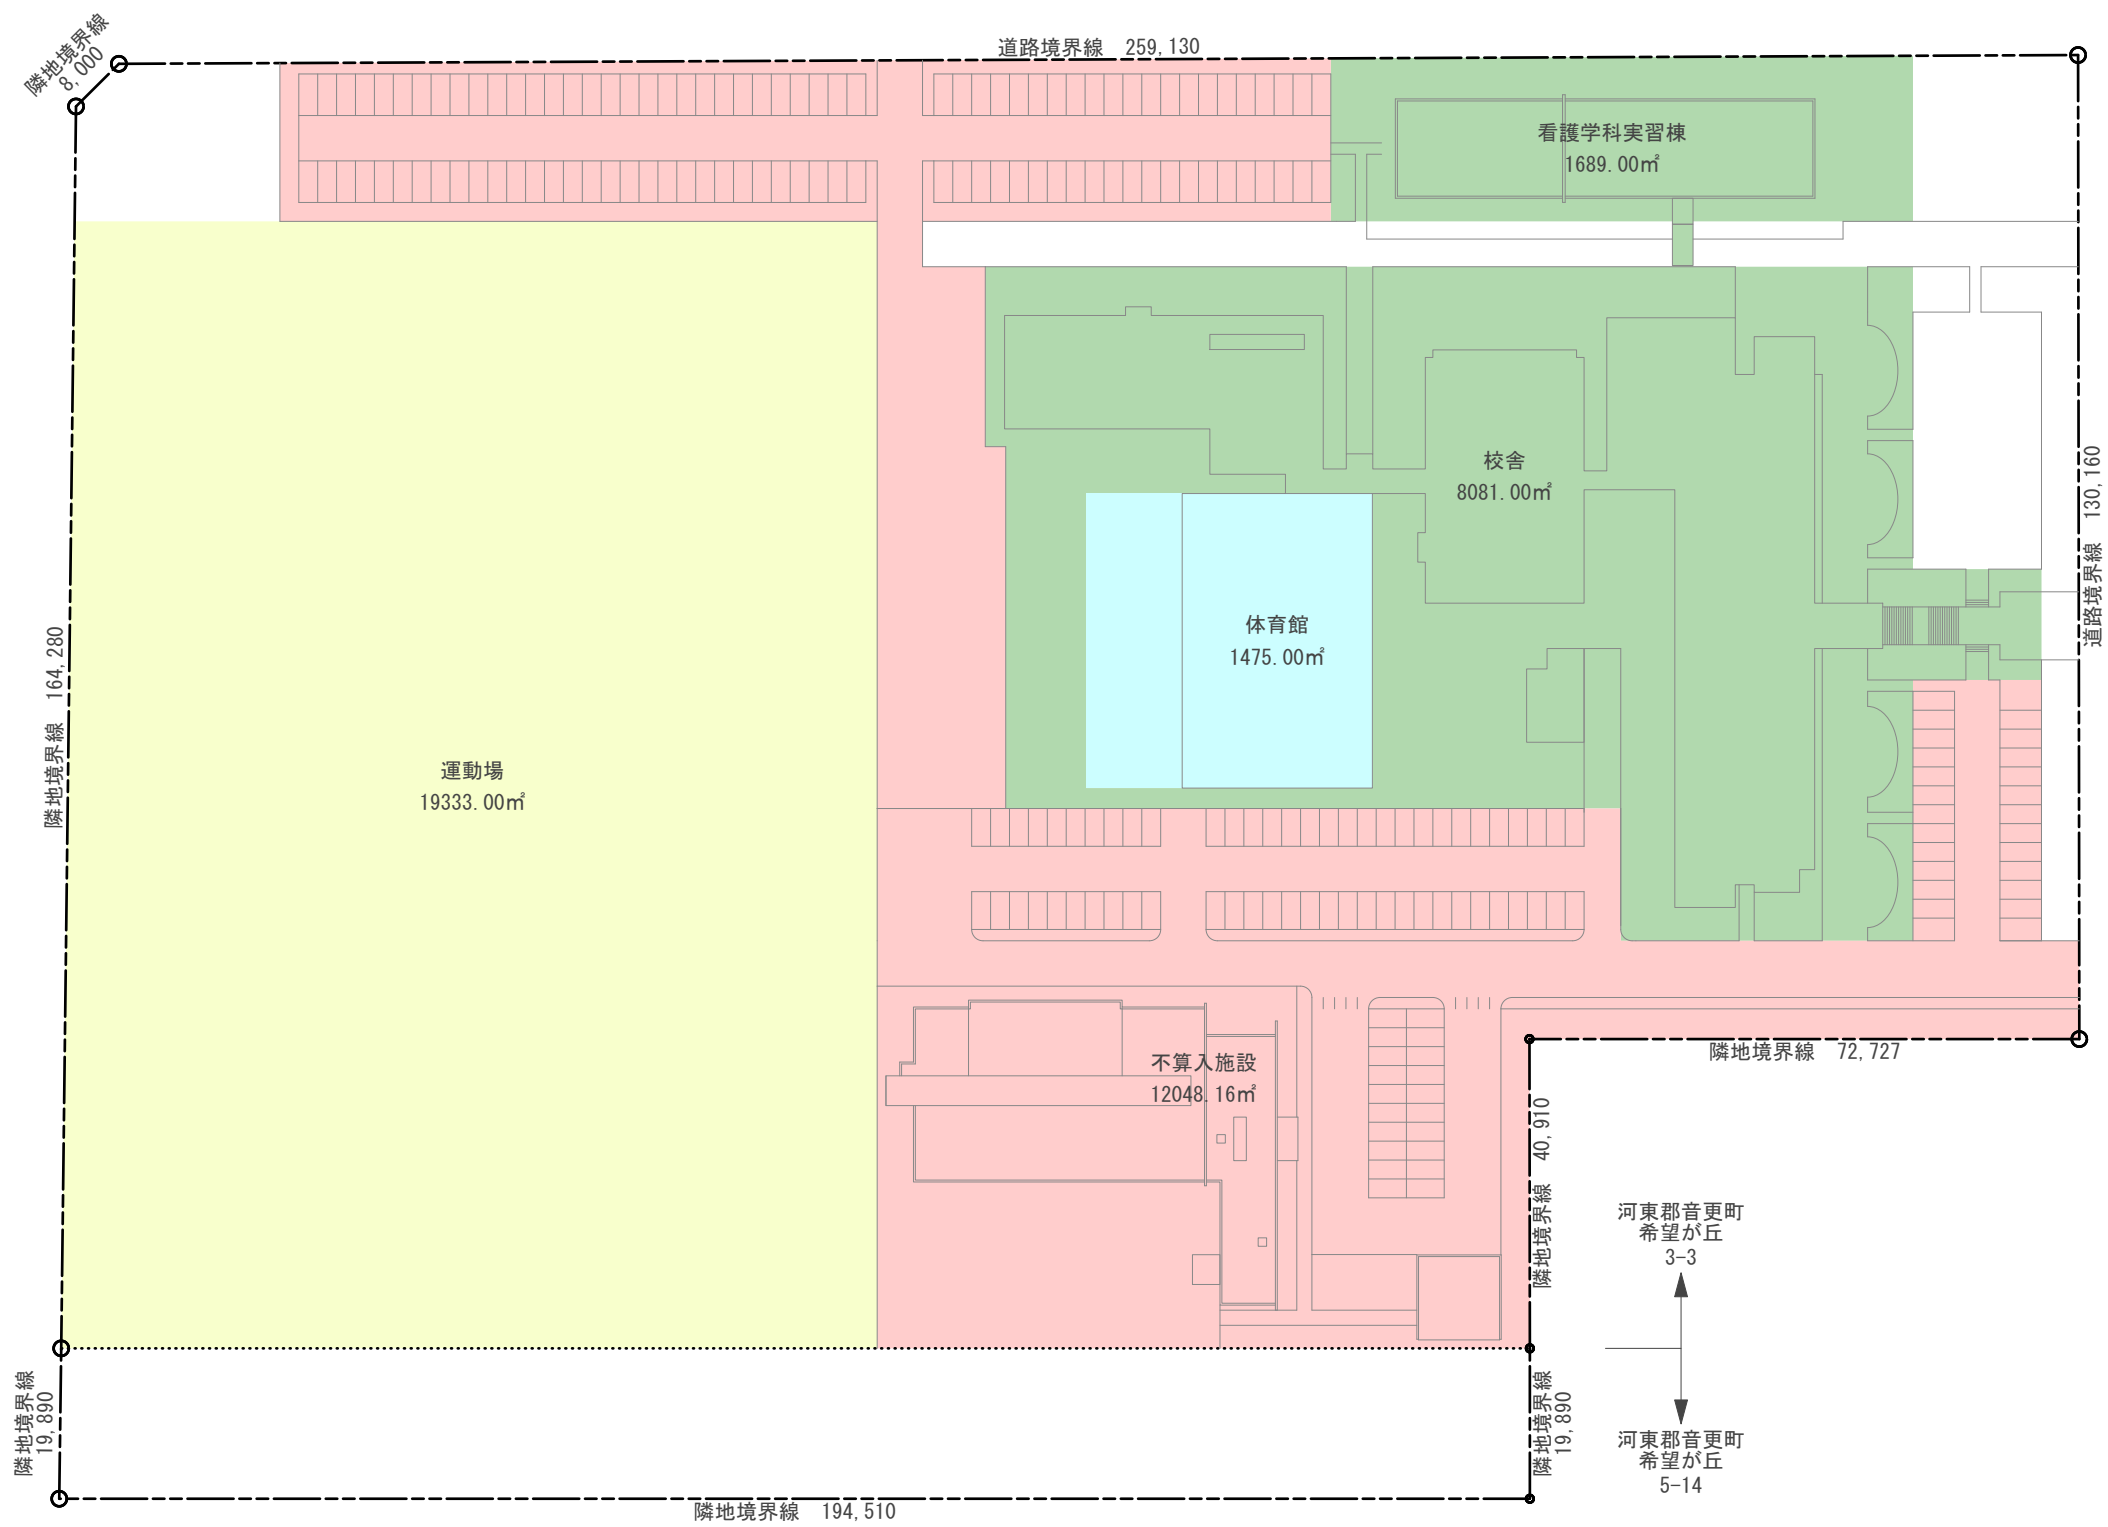 隣地境界線
8,000
道路境界線　259,130
看護学科実習棟
1689.00㎡
校舎
8081.00㎡
道路境界線　130,160
体育館
1475.00㎡
隣地境界線　164,280
運動場
19333.00㎡
不算入施設
12048.16㎡
隣地境界線　72,727
隣地境界線　40,910
河東郡音更町
希望が丘
3-3
隣地境界線
19,890
隣地境界線
19,890
河東郡音更町
希望が丘
5-14
隣地境界線　194,510